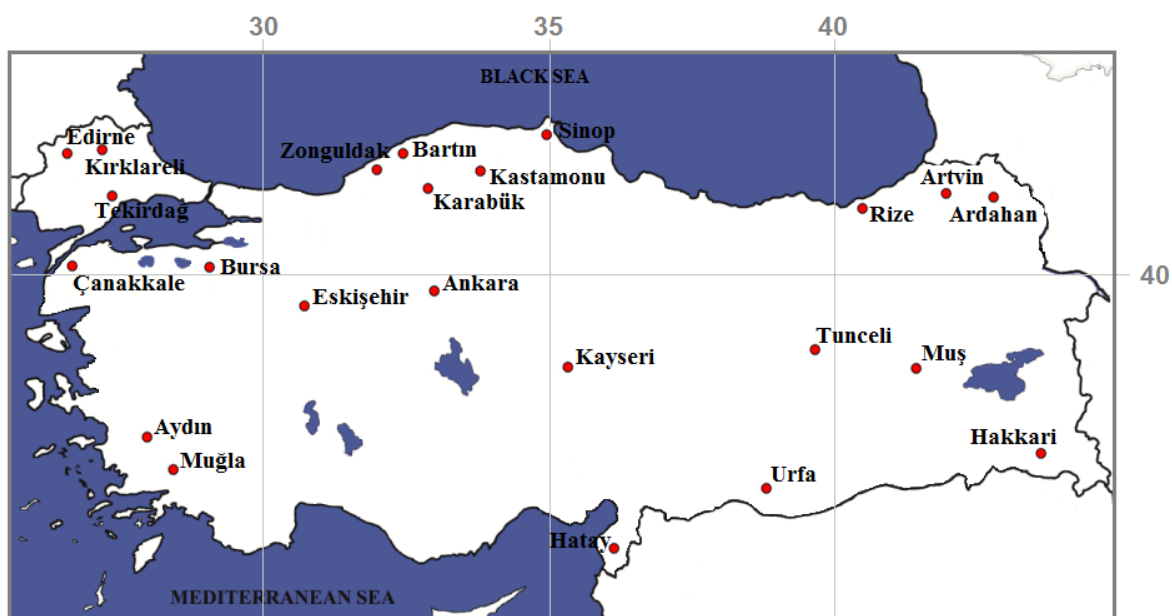 30 35 40
BLACK SEA
Edirne
Sinop
Zonguldak
Bartın
Kırklareli
Kastamonu
Artvin
Karabük
Tekirdağ
Rize
Ardahan
Bursa
40
Çanakkale
Ankara
Eskişehir
Tunceli
Kayseri
Muş
Aydın
Hakkari
Muğla
Urfa
Hatay
MEDITERRANEAN SEA